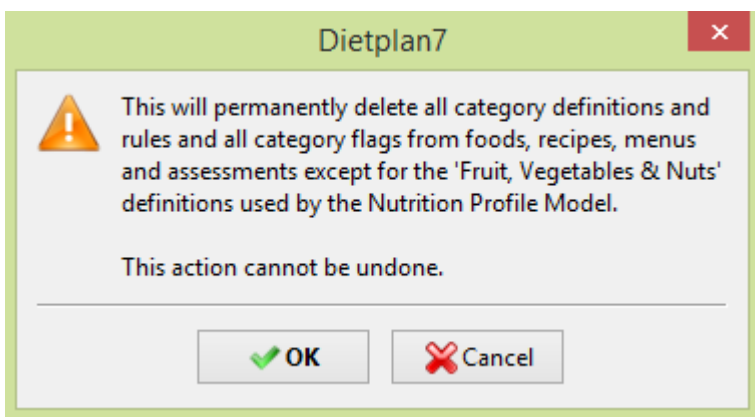 Dietplan7
This will permanently delete all category definitions and
rules and all category flags from foods, recipes, menus
and assessments except for the 'Fruit, Vegetables & Nuts'
definitions used by the Nutrition Profile Model.
This action cannot be undone.
OK
Cancel